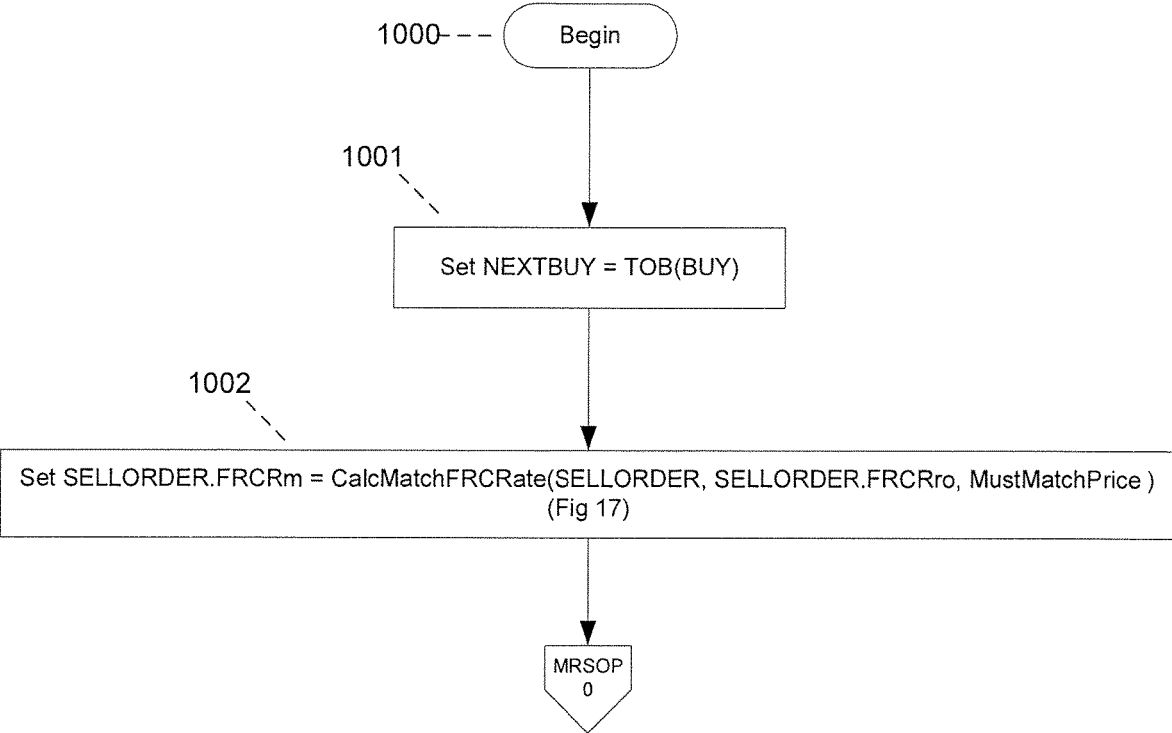 1000
Begin
1001
Set NEXTBUY = TOB(BUY)
1002
Set SELLORDER.FRCRm = CalcMatchFRCRate(SELLORDER, SELLORDER.FRCRro, MustMatchPrice )
(Fig 17)
MRSOP
0